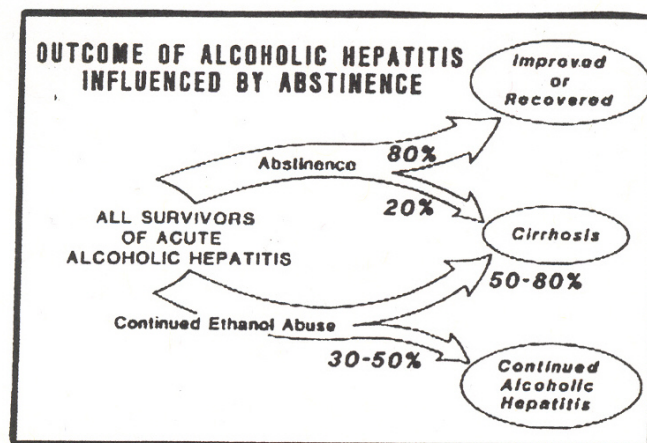 OUTCOME OF ALCOHOLIC HEPATITIS
INFLUENCED BY ABSTINENCE
Improved
or
Recovered
Abstinence
80%
20%
ALL SURVIVORS
OF ACUTE
ALCOHOLIC HEPATITIS
Cirrhosis
50-80%
Continued Ethanol Abuse
30-50%
Continued
Alcoholic
Hepatitis